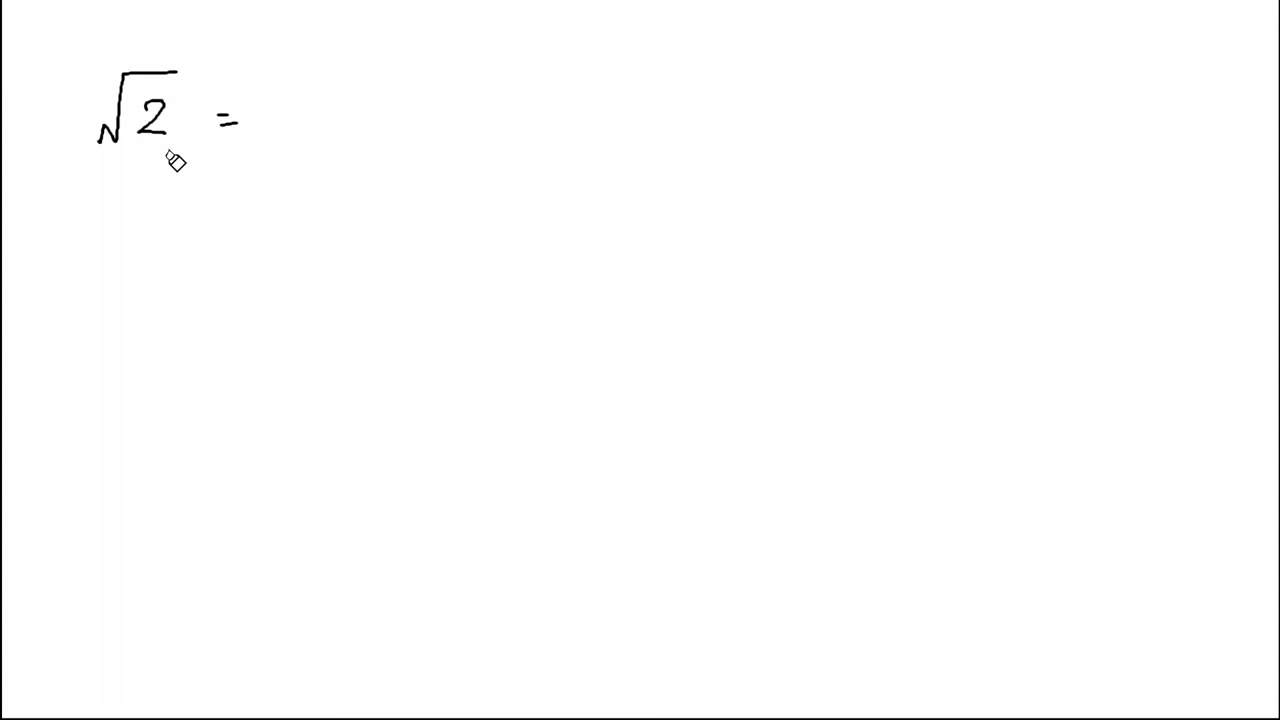 √2 =